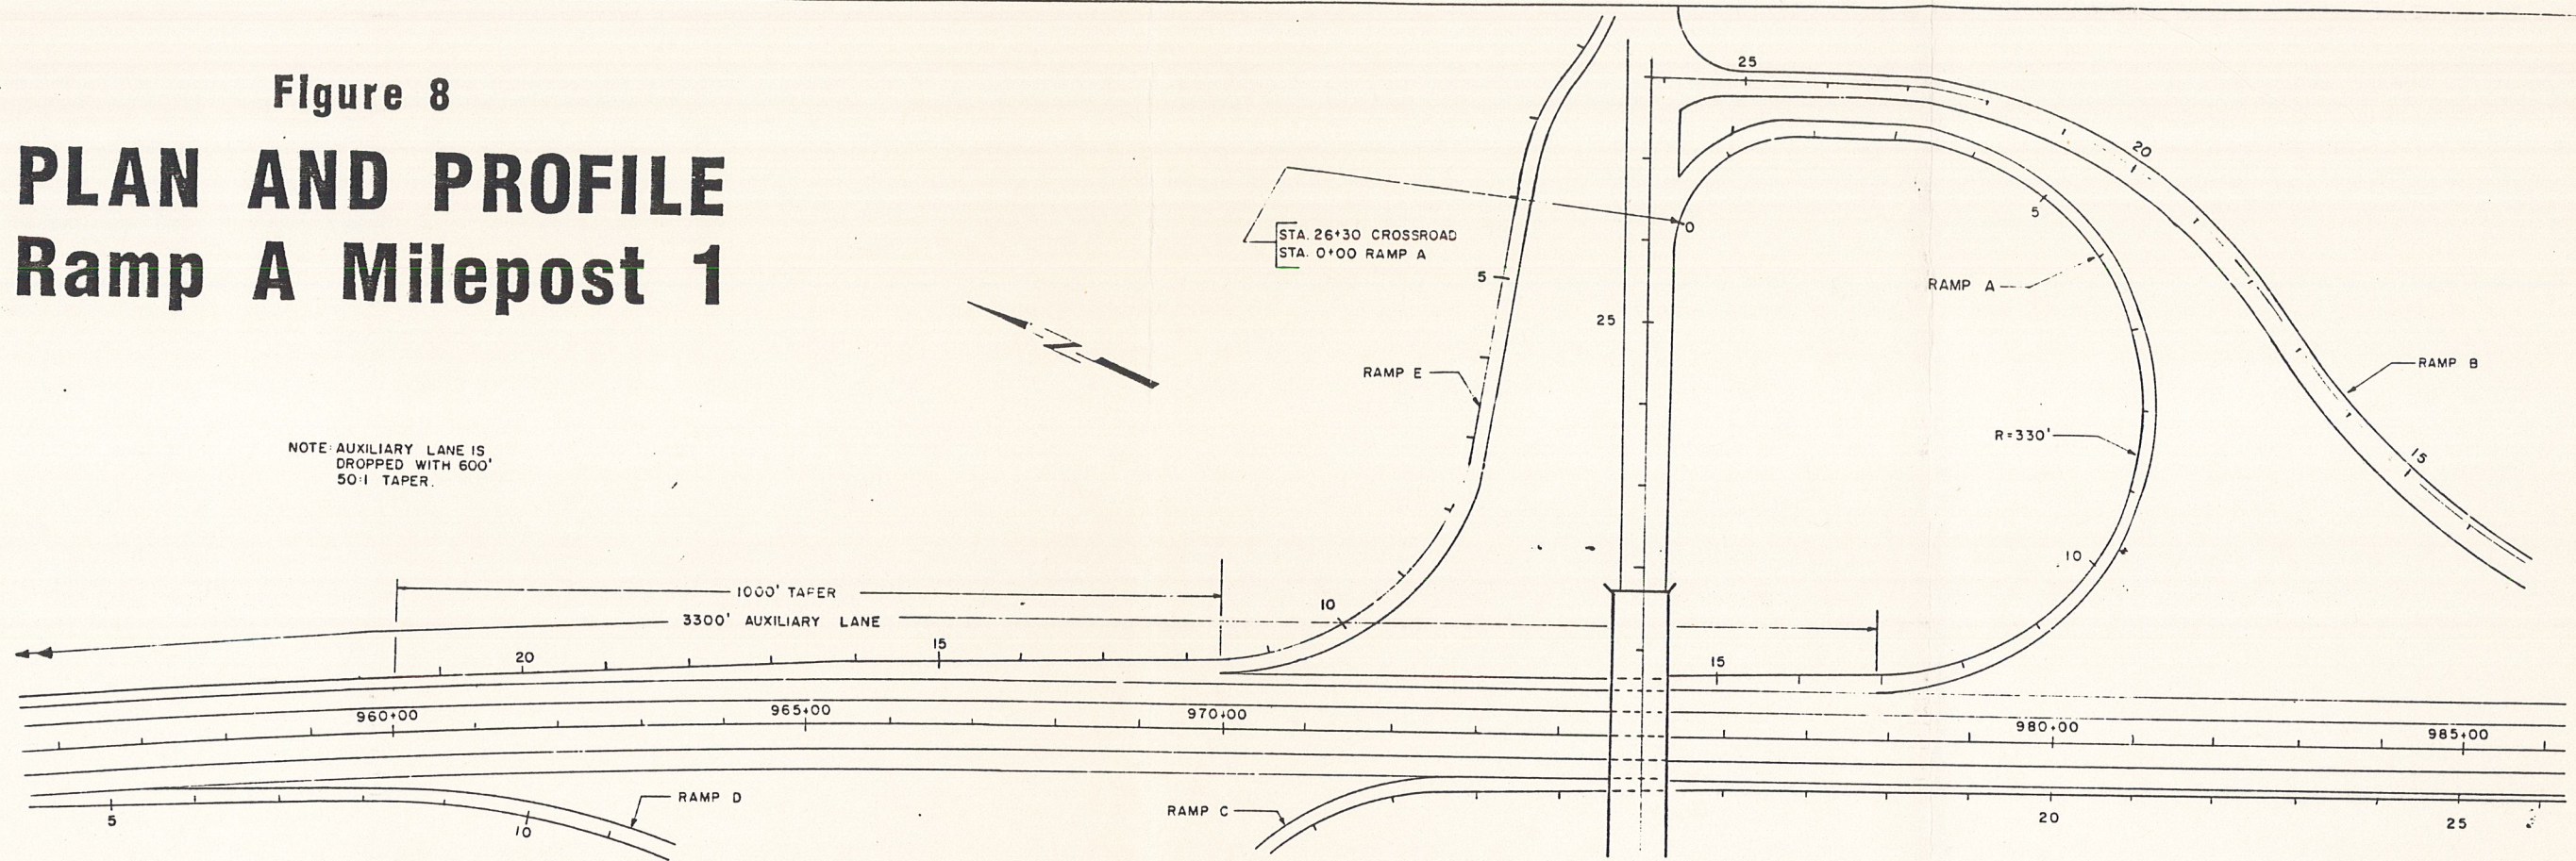 Figure 8
PLAN AND PROFILE
Ramp A Milepost 1
NOTE: AUXILIARY LANE IS
DROPPED WITH 600'
50:1 TAPER.
STA. 26+30 CROSSROAD
STA. 0+00 RAMP A
0
25
5
20
RAMP A
5
25
RAMP E
RAMP B
R=330'
15
10
10
1000' TAPER
3300' AUXILIARY LANE
20
15
15
960+00
965+00
970+00
980+00
985+00
RAMP D
RAMP C
5
10
20
25
N